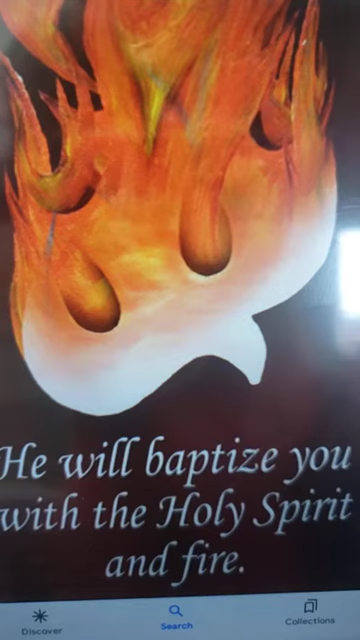 He will baptize you
with the Holy Spirit
and fire.
Discover
Search
Collections